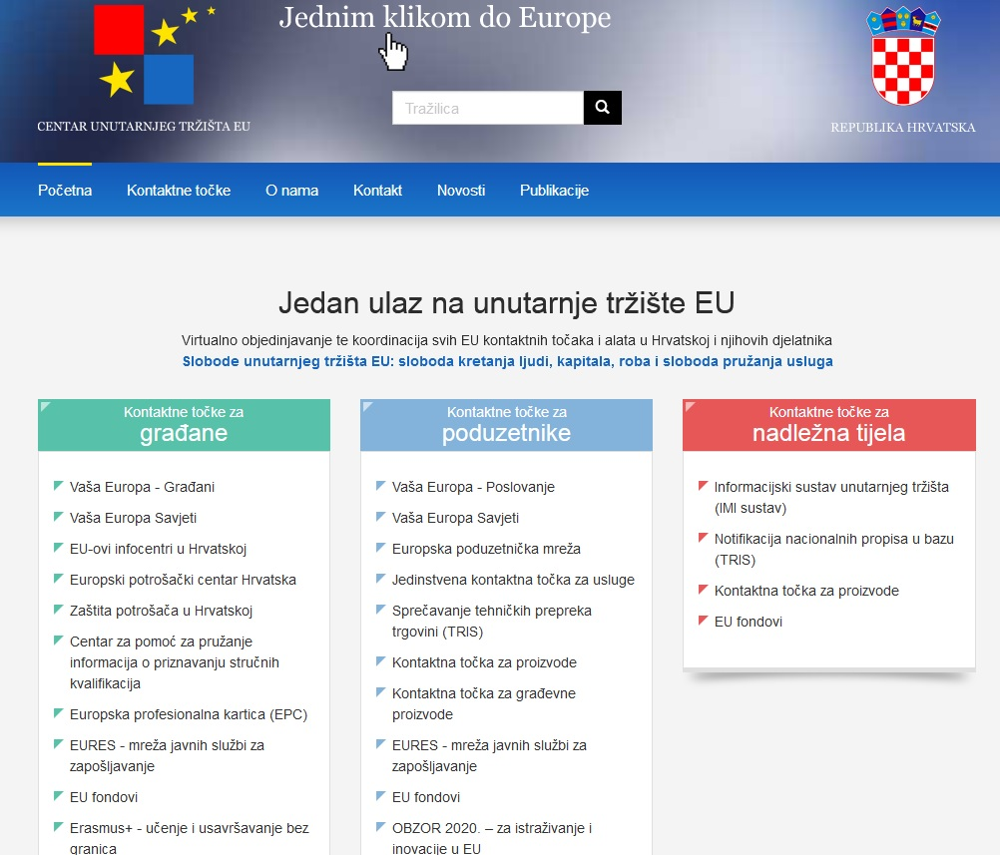 Jednim klikom do Europe
Tražilica
CENTAR UNUTARNJEG TRŽIŠTA EU
REPUBLIKA HRVATSKA
Početna
Kontaktne točke
O nama
Kontakt
Novosti
Publikacije
Jedan ulaz na unutarnje tržište EU
Virtualno objedinjavanje te koordinacija svih EU kontaktnih točaka i alata u Hrvatskoj i njihovih djelatnika
Slobode unutarnjeg tržišta EU: sloboda kretanja ljudi, kapitala, roba i sloboda pružanja usluga
Kontaktne točke za
građane
Vaša Europa - Građani
Vaša Europa Savjeti
EU-ovi infocentri u Hrvatskoj
Europski potrošački centar Hrvatska
Zaštita potrošača u Hrvatskoj
Centar za pomoć za pružanje
informacija o priznavanju stručnih
kvalifikacija
Europska profesionalna kartica (EPC)
EURES - mreža javnih službi za
zapošljavanje
EU fondovi
Erasmus+ - učenje i usavršavanje bez
granica
Kontaktne točke za
poduzetnike
Vaša Europa - Poslovanje
Vaša Europa Savjeti
Europska poduzetnička mreža
Jedinstvena kontaktna točka za usluge
Sprečavanje tehničkih prepreka
trgovini (TRIS)
Kontaktna točka za proizvode
Kontaktna točka za građevne
proizvode
EURES - mreža javnih službi za
zapošljavanje
EU fondovi
OBZOR 2020. – za istraživanje i
inovacije u EU
Kontaktne točke za
nadležna tijela
Informacijski sustav unutarnjeg tržišta
(IMI sustav)
Notifikacija nacionalnih propisa u bazu
(TRIS)
Kontaktna točka za proizvode
EU fondovi